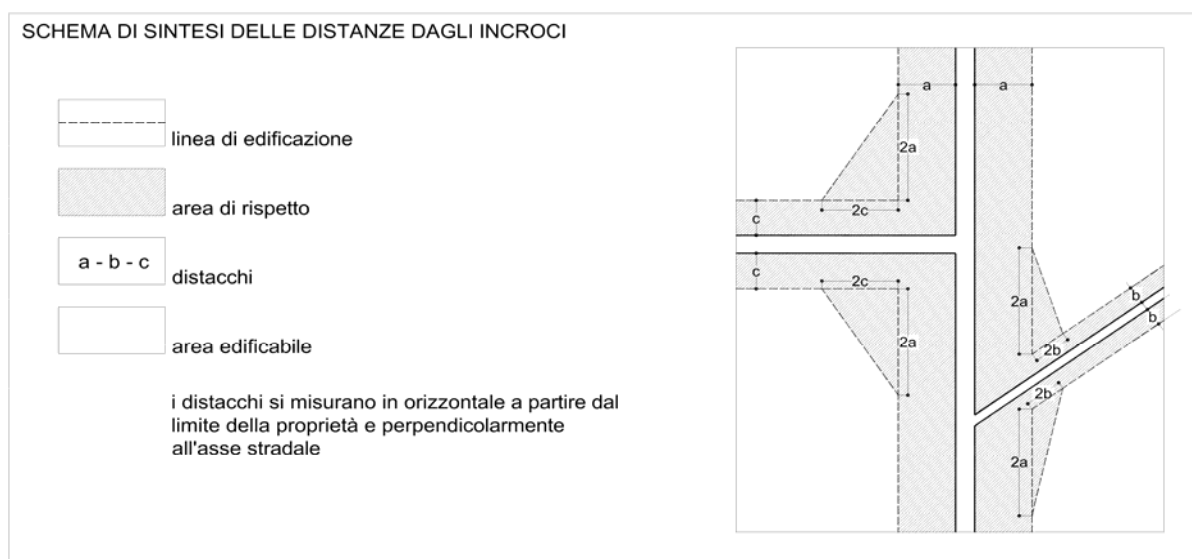 SCHEMA DI SINTESI DELLE DISTANZE DAGLI INCROCI
linea di edificazione
area di rispetto
a - b - c
distacchi
area edificabile
i distacchi si misurano in orizzontale a partire dal
limite della proprietà e perpendicolarmente
all'asse stradale
a
a
2a
2c
c
c
2c
2a
2a
b
b
2b
2b
2a